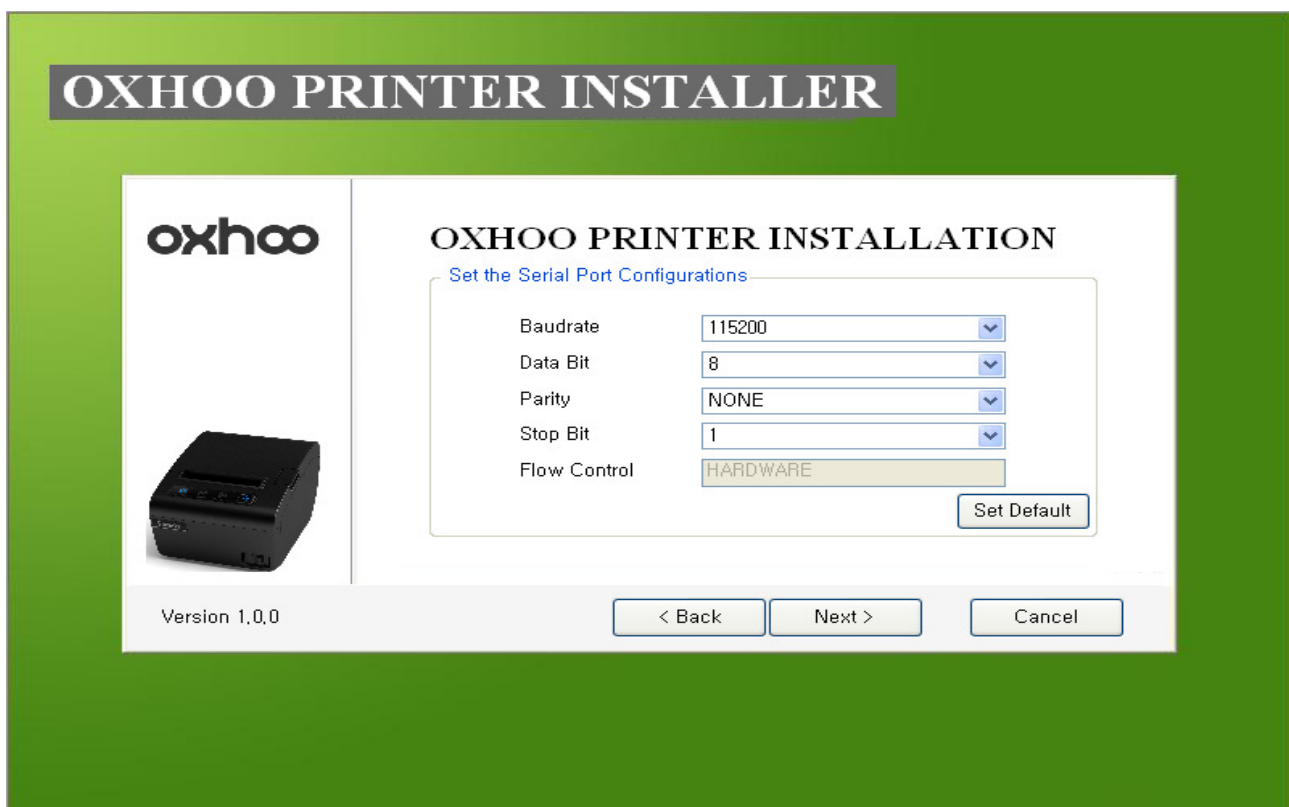 OXHOO PRINTER INSTALLER
oxhoo
OXHOO PRINTER INSTALLATION
Set the Serial Port Configurations
Baudrate 115200
Data Bit 8
Parity NONE
Stop Bit 1
Flow Control HARDWARE
Set Default
Version 1,0,0
< Back Next > Cancel